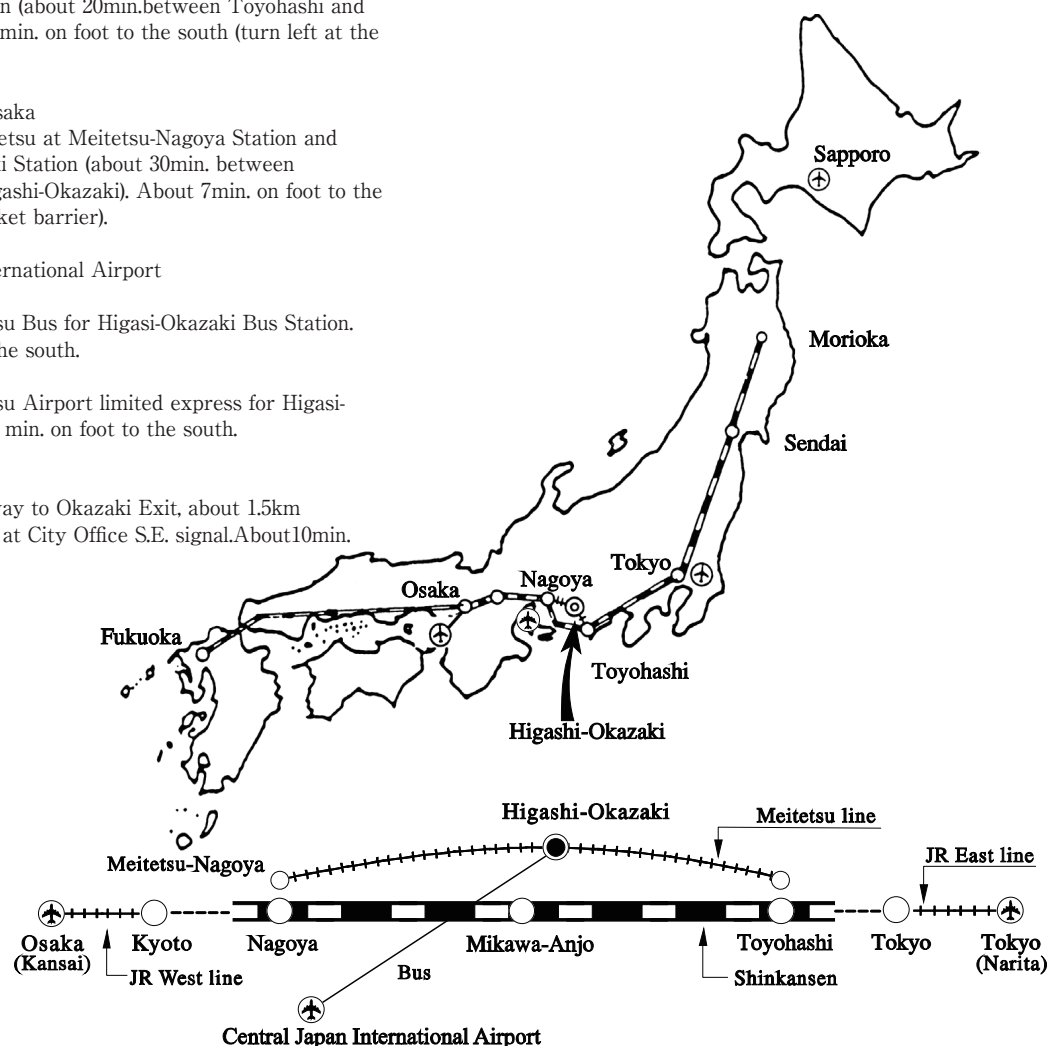 n (about 20min.between Toyohashi and
min. on foot to the south (turn left at the
saka
etsu at Meitetsu-Nagoya Station and
i Station (about 30min. between
gashi-Okazaki). About 7min. on foot to the
ket barrier).
ernational Airport
su Bus for Higasi-Okazaki Bus Station.
he south.
su Airport limited express for Higasi-
min. on foot to the south.
way to Okazaki Exit, about 1.5km
at City Office S.E. signal.About10min.
Sapporo
Morioka
Sendai
Tokyo
Nagoya
Osaka
Fukuoka
Toyohashi
Higashi-Okazaki
Higashi-Okazaki
Meitetsu line
Meitetsu-Nagoya
JR East line
Osaka
(Kansai)
Kyoto
Nagoya
Mikawa-Anjo
Toyohashi
Tokyo
Tokyo
(Narita)
JR West line
Bus
Shinkansen
Central Japan International Airport